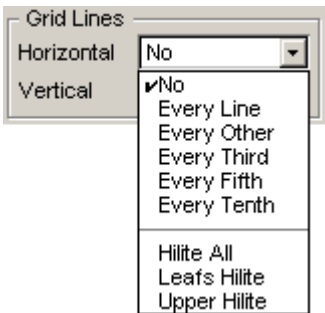 Grid Lines
Horizontal No
Vertical
No
Every Line
Every Other
Every Third
Every Fifth
Every Tenth
Hilite All
Leafs Hilite
Upper Hilite